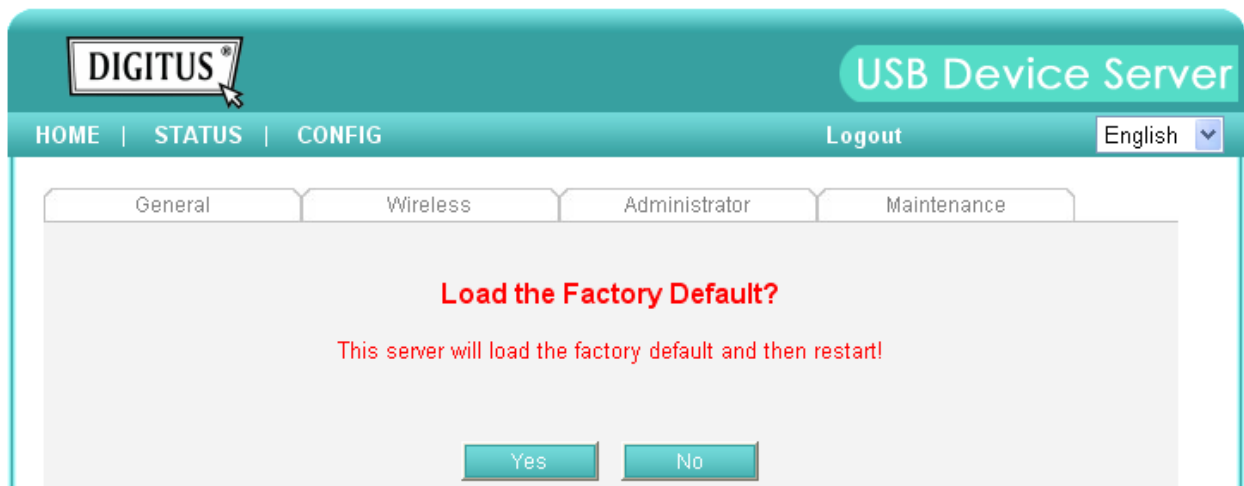 DIGITUS®
USB Device Server
HOME | STATUS | CONFIG Logout English
General Wireless Administrator Maintenance
Load the Factory Default?
This server will load the factory default and then restart!
Yes No